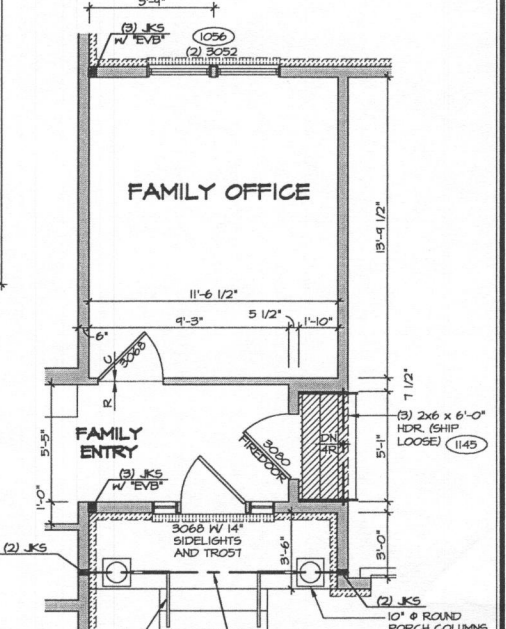 5'-4"
(3) JKS
W/ "EVB"
1056
(2) 3052
FAMILY OFFICE
13'-9 1/2"
11'-6 1/2"
9'-3"
5 1/2"
1'-10"
6"
C
3068
R
7 1/2"
(3) 2x6 x 6'-0"
HDR. (SHIP
LOOSE)
1145
FAMILY
ENTRY
5'-5"
3080
FIREDOOR
DN
4R
5'-1"
(3) JKS
W/ "EVB"
1'-0"
3068 W/ 14"
SIDELIGHTS
AND TR057
3'-6"
3'-0"
(2) JKS
(2) JKS
10" Φ ROUND
PORCH COLUMNS